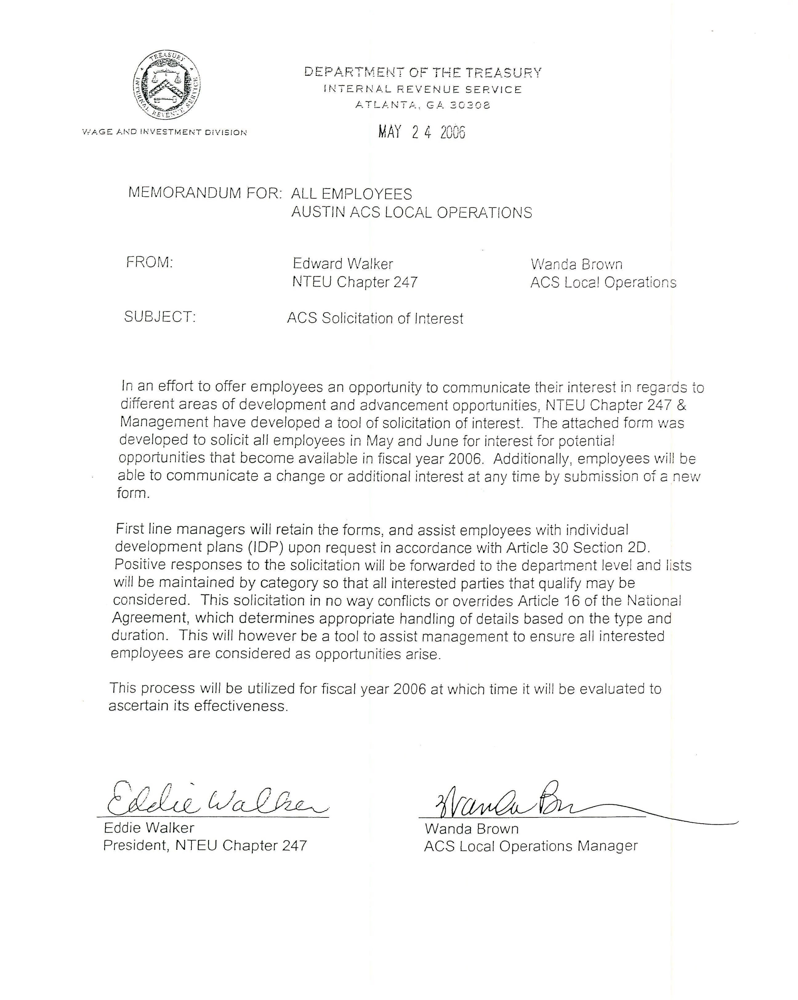 TREASURY
INTERNAL REVENUE SERVICE
DEPARTMENT OF THE TREASURY
INTERNAL REVENUE SERVICE
ATLANTA, GA 30308
WAGE AND INVESTMENT DIVISION
MAY 24 2006
MEMORANDUM FOR: ALL EMPLOYEES
AUSTIN ACS LOCAL OPERATIONS
FROM: Edward Walker Wanda Brown
NTEU Chapter 247 ACS Local Operations
SUBJECT: ACS Solicitation of Interest
In an effort to offer employees an opportunity to communicate their interest in regards to
different areas of development and advancement opportunities, NTEU Chapter 247 &
Management have developed a tool of solicitation of interest. The attached form was
developed to solicit all employees in May and June for interest for potential
opportunities that become available in fiscal year 2006. Additionally, employees will be
able to communicate a change or additional interest at any time by submission of a new
form.
First line managers will retain the forms, and assist employees with individual
development plans (IDP) upon request in accordance with Article 30 Section 2D.
Positive responses to the solicitation will be forwarded to the department level and lists
will be maintained by category so that all interested parties that qualify may be
considered. This solicitation in no way conflicts or overrides Article 16 of the National
Agreement, which determines appropriate handling of details based on the type and
duration. This will however be a tool to assist management to ensure all interested
employees are considered as opportunities arise.
This process will be utilized for fiscal year 2006 at which time it will be evaluated to
ascertain its effectiveness.
Eddie Walker
Eddie Walker Wanda Brown
President, NTEU Chapter 247 ACS Local Operations Manager